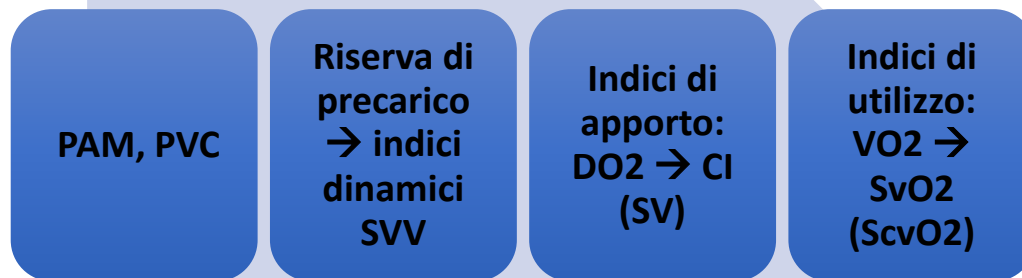 PAM, PVC
Riserva di
precarico
→ indici
dinamici
SVV
Indici di
apporto:
DO2 → CI
(SV)
Indici di
utilizzo:
VO2 →
SvO2
(ScvO2)